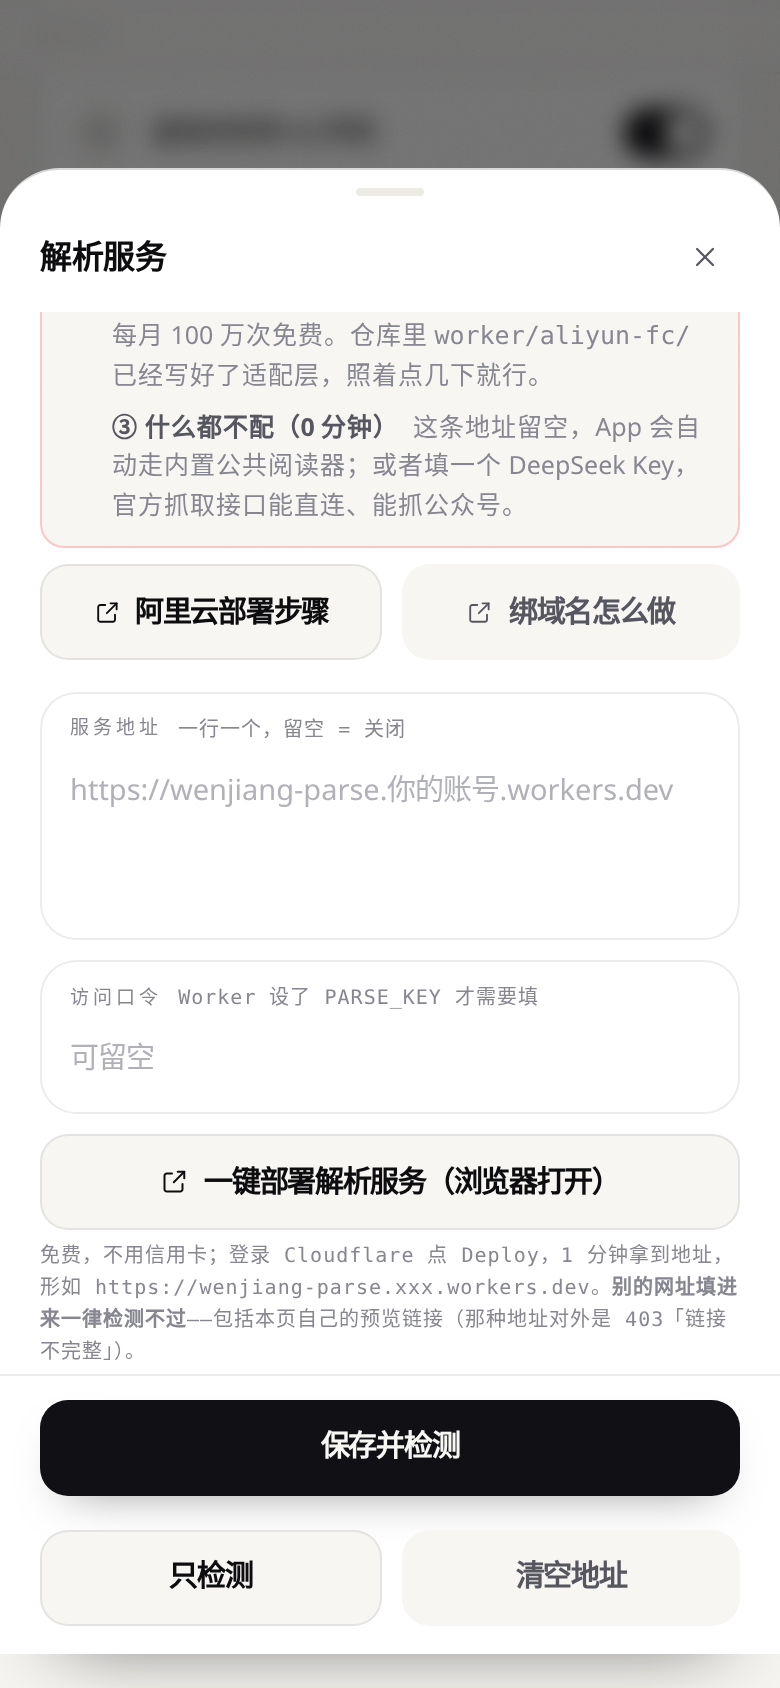 解析服务
每月 100 万次免费。仓库里 worker/aliyun-fc/
已经写好了适配层，照着点几下就行。
③ 什么都不配（0 分钟） 这条地址留空，App 会自
动走内置公共阅读器；或者填一个 DeepSeek Key，
官方抓取接口能直连、能抓公众号。
阿里云部署步骤
绑域名怎么做
服务地址 一行一个，留空 = 关闭
https://wenjiang-parse.你的账号.workers.dev
访问口令 Worker 设了 PARSE_KEY 才需要填
可留空
一键部署解析服务（浏览器打开）
免费，不用信用卡；登录 Cloudflare 点 Deploy，1 分钟拿到地址，
形如 https://wenjiang-parse.xxx.workers.dev。别的网址填进
来一律检测不过——包括本页自己的预览链接（那种地址对外是 403「链接
不完整」）。
保存并检测
只检测
清空地址